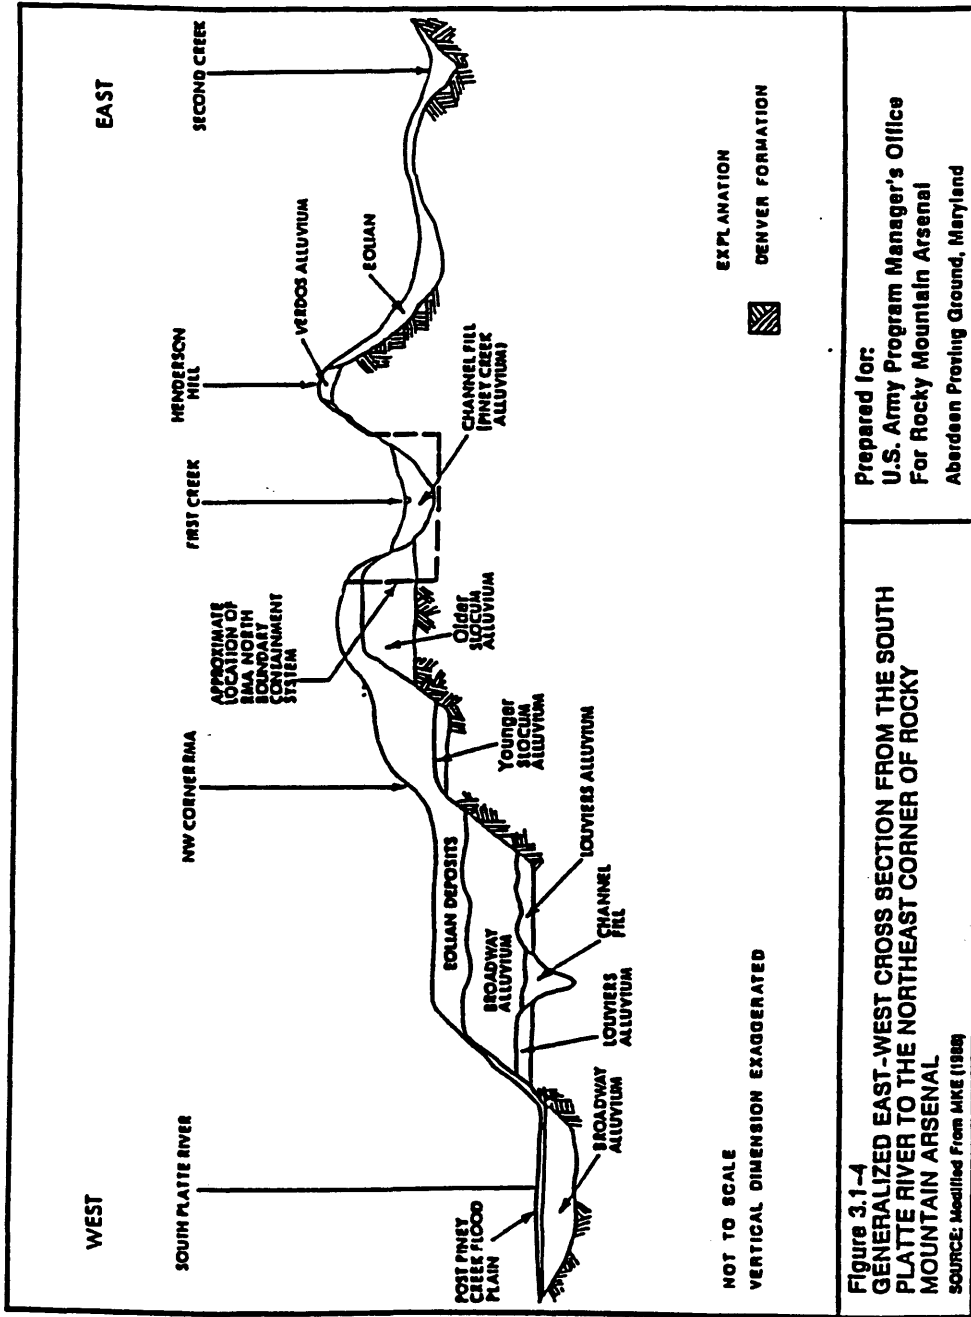 WEST
EAST
SOUTH PLATTE RIVER
NW CORNER RMA
APPROXIMATE
LOCATION OF
RMA NORTH
BOUNDARY
CONTAINMENT
SYSTEM
FIRST CREEK
HENDERSON
HILL
SECOND CREEK
VERDOS ALLUVIUM
EOLIAN
CHANNEL FILL
(PINEY CREEK
ALLUVIUM)
Older
SLOCUM
ALLUVIUM
Younger
SLOCUM
ALLUVIUM
EOLIAN DEPOSITS
BROADWAY
ALLUVIUM
LOUVIERS ALLUVIUM
CHANNEL
FILL
LOUVIERS
ALLUVIUM
BROADWAY
ALLUVIUM
POST PINEY
CREEK FLOOD
PLAIN
NOT TO SCALE
VERTICAL DIMENSION EXAGGERATED
EXPLANATION
DENVER FORMATION
Figure 3.1-4
GENERALIZED EAST-WEST CROSS SECTION FROM THE SOUTH
PLATTE RIVER TO THE NORTHEAST CORNER OF ROCKY
MOUNTAIN ARSENAL
SOURCE: Modified From MKE (1988)
Prepared for:
U.S. Army Program Manager's Office
For Rocky Mountain Arsenal
Aberdeen Proving Ground, Maryland